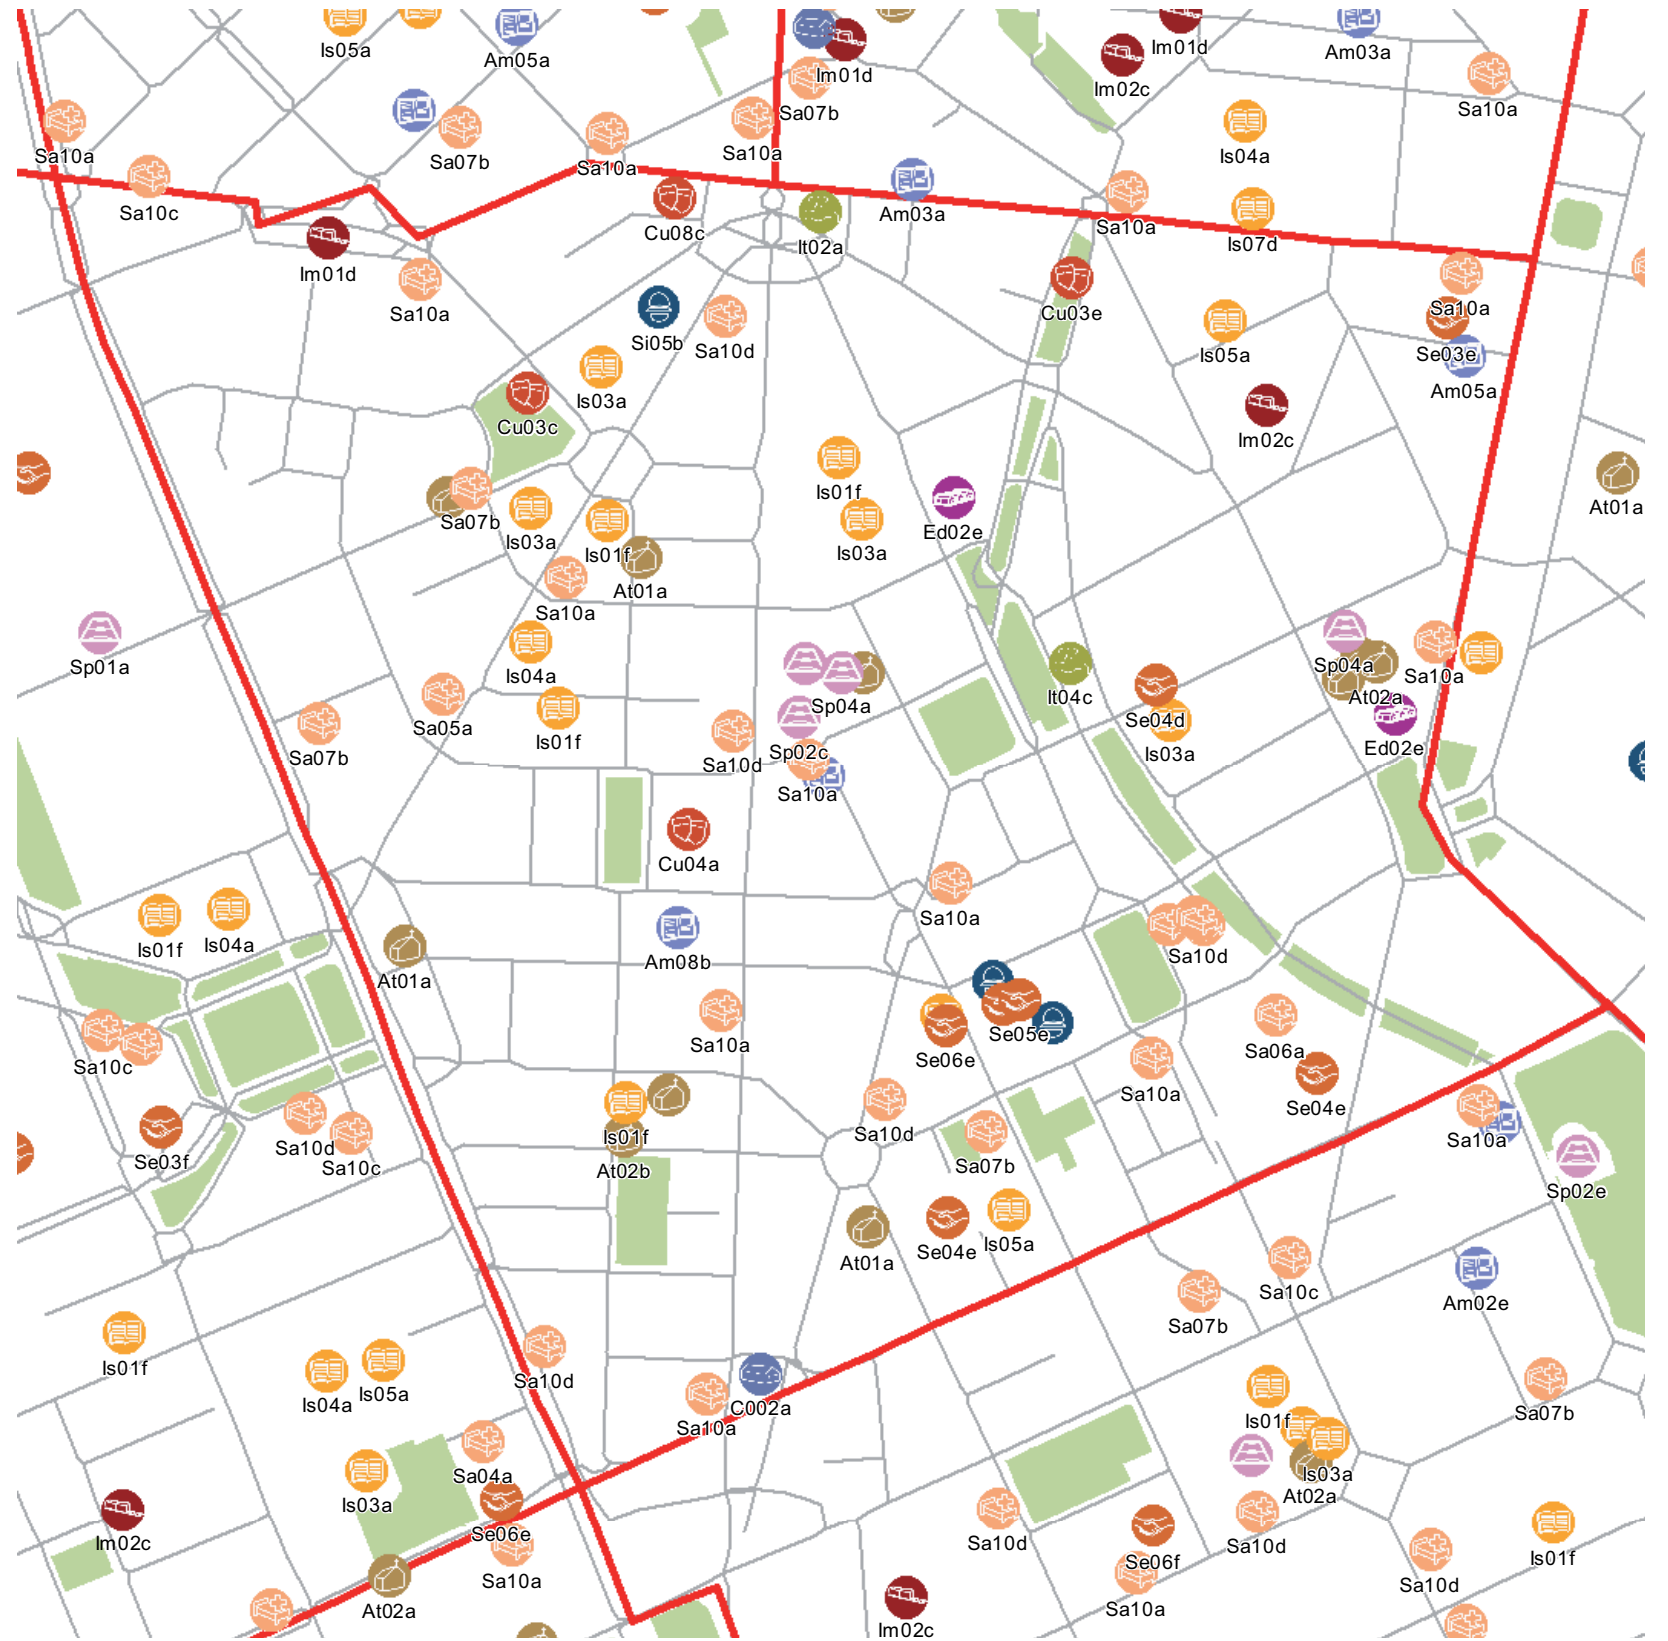 Is05a
Am05a
Im01d
Im01d
Am03a
Im02c
Sa07b
Sa10a
Sa10a
Sa07b
Sa10a
Sa10a
Is04a
Sa10c
Cu08c
It02a
Am03a
Sa10a
Is07d
Im01d
Sa10a
Si05b
Sa10d
Cu03e
Sa10a
Is05a
Se03e
Am05a
Is03a
Cu03c
Im02c
Sa07b
Is03a
Is01f
Is01f
Is03a
Ed02e
At01a
At01a
Sa10a
Sp01a
Is04a
Sp04a
It04c
Sp04a
Sa10a
At02a
Sa05a
Is01f
Sa07b
Sa10d
Sp02c
Se04d
Is03a
Ed02e
Sa10a
Cu04a
Is01f
Is04a
Sa10a
At01a
Am08b
Sa10d
Sa10c
Sa10a
Se06e
Se05e
Sa06a
Sa10a
Se04e
Se03f
Sa10d
Sa10c
Is01f
At02b
Sa10d
Sa07b
Sa10a
Sp02e
At01a
Se04e
Is05a
Sa10c
Am02e
Sa07b
Is01f
Is04a
Is05a
Sa10d
Sa10a
C002a
Is01f
Sa07b
Sa04a
Is03a
Is03a
At02a
Im02c
Se06e
Sa10a
Sa10d
Se06f
Sa10d
Is01f
Sa10d
At02a
Sa10a
Im02c